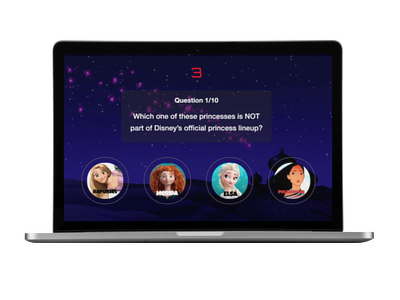 3
Question 1/10
Which one of these princesses is NOT
part of Disney's official princess lineup?
RAPUNZEL
MERIDA
ELSA
POCAHONTAS